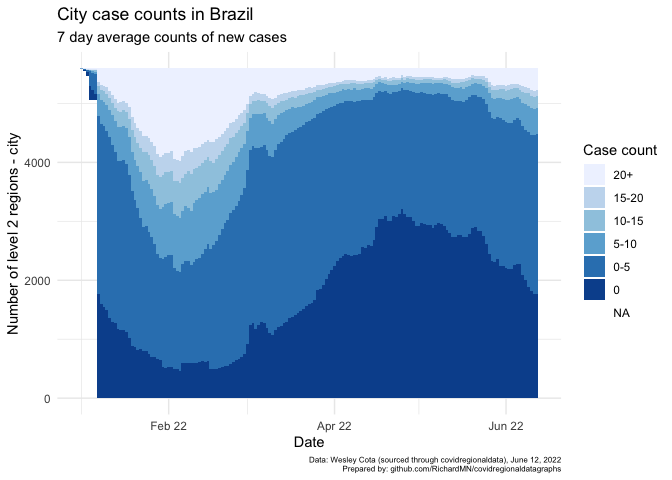 City case counts in Brazil
7 day average counts of new cases
Number of level 2 regions - city
4000
2000
0
Feb 22
Apr 22
Jun 22
Date
Case count
20+
15-20
10-15
5-10
0-5
0
NA
Data: Wesley Cota (sourced through covidregionaldata), June 12, 2022
Prepared by: github.com/RichardMN/covidregionaldatagraphs